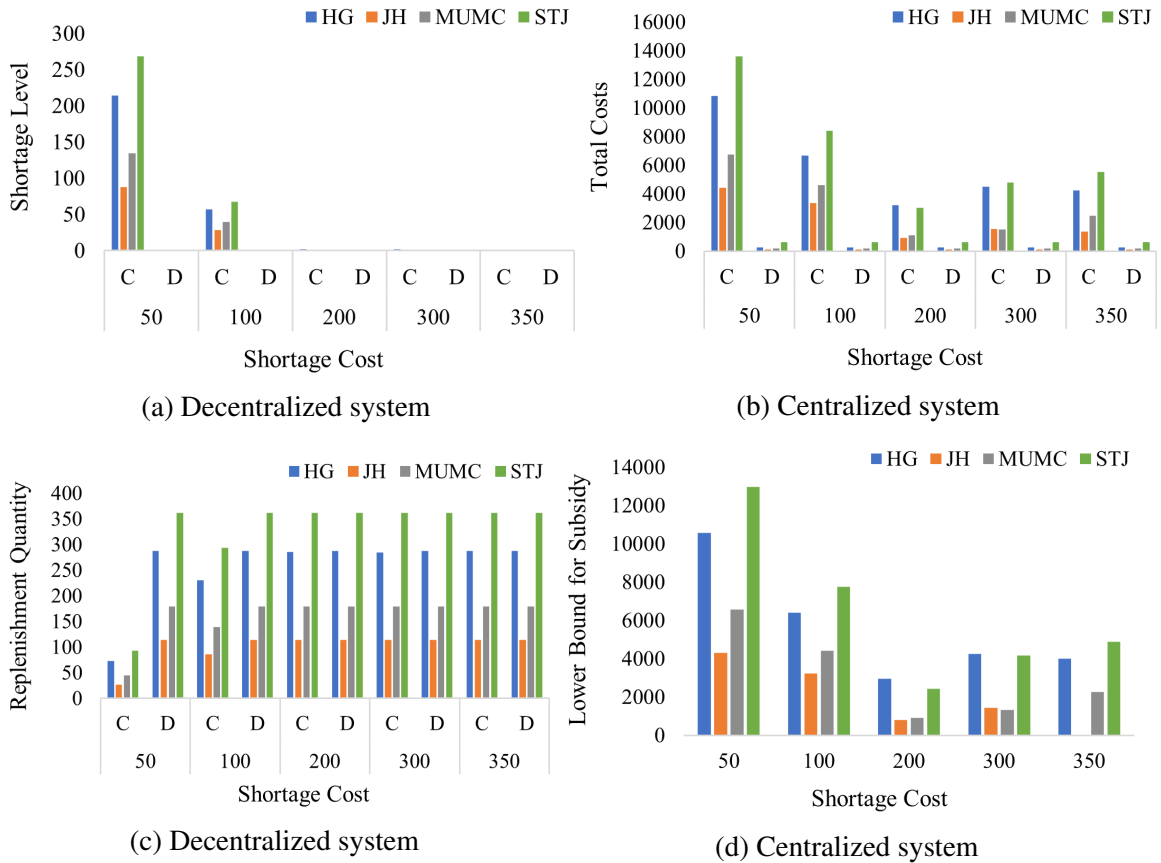 HG JH MUMC STJ
300
250
200
150
100
50
0
Shortage Level
C D C D C D C D C D
50 100 200 300 350
Shortage Cost
(a) Decentralized system
HG JH MUMC STJ
16000
14000
12000
10000
8000
6000
4000
2000
0
Total Costs
C D C D C D C D C D
50 100 200 300 350
Shortage Cost
(b) Centralized system
HG JH MUMC STJ
400
350
300
250
200
150
100
50
0
Replenishment Quantity
C D C D C D C D C D
50 100 200 300 350
Shortage Cost
(c) Decentralized system
HG JH MUMC STJ
14000
12000
10000
8000
6000
4000
2000
0
Lower Bound for Subsidy
50 100 200 300 350
Shortage Cost
(d) Centralized system